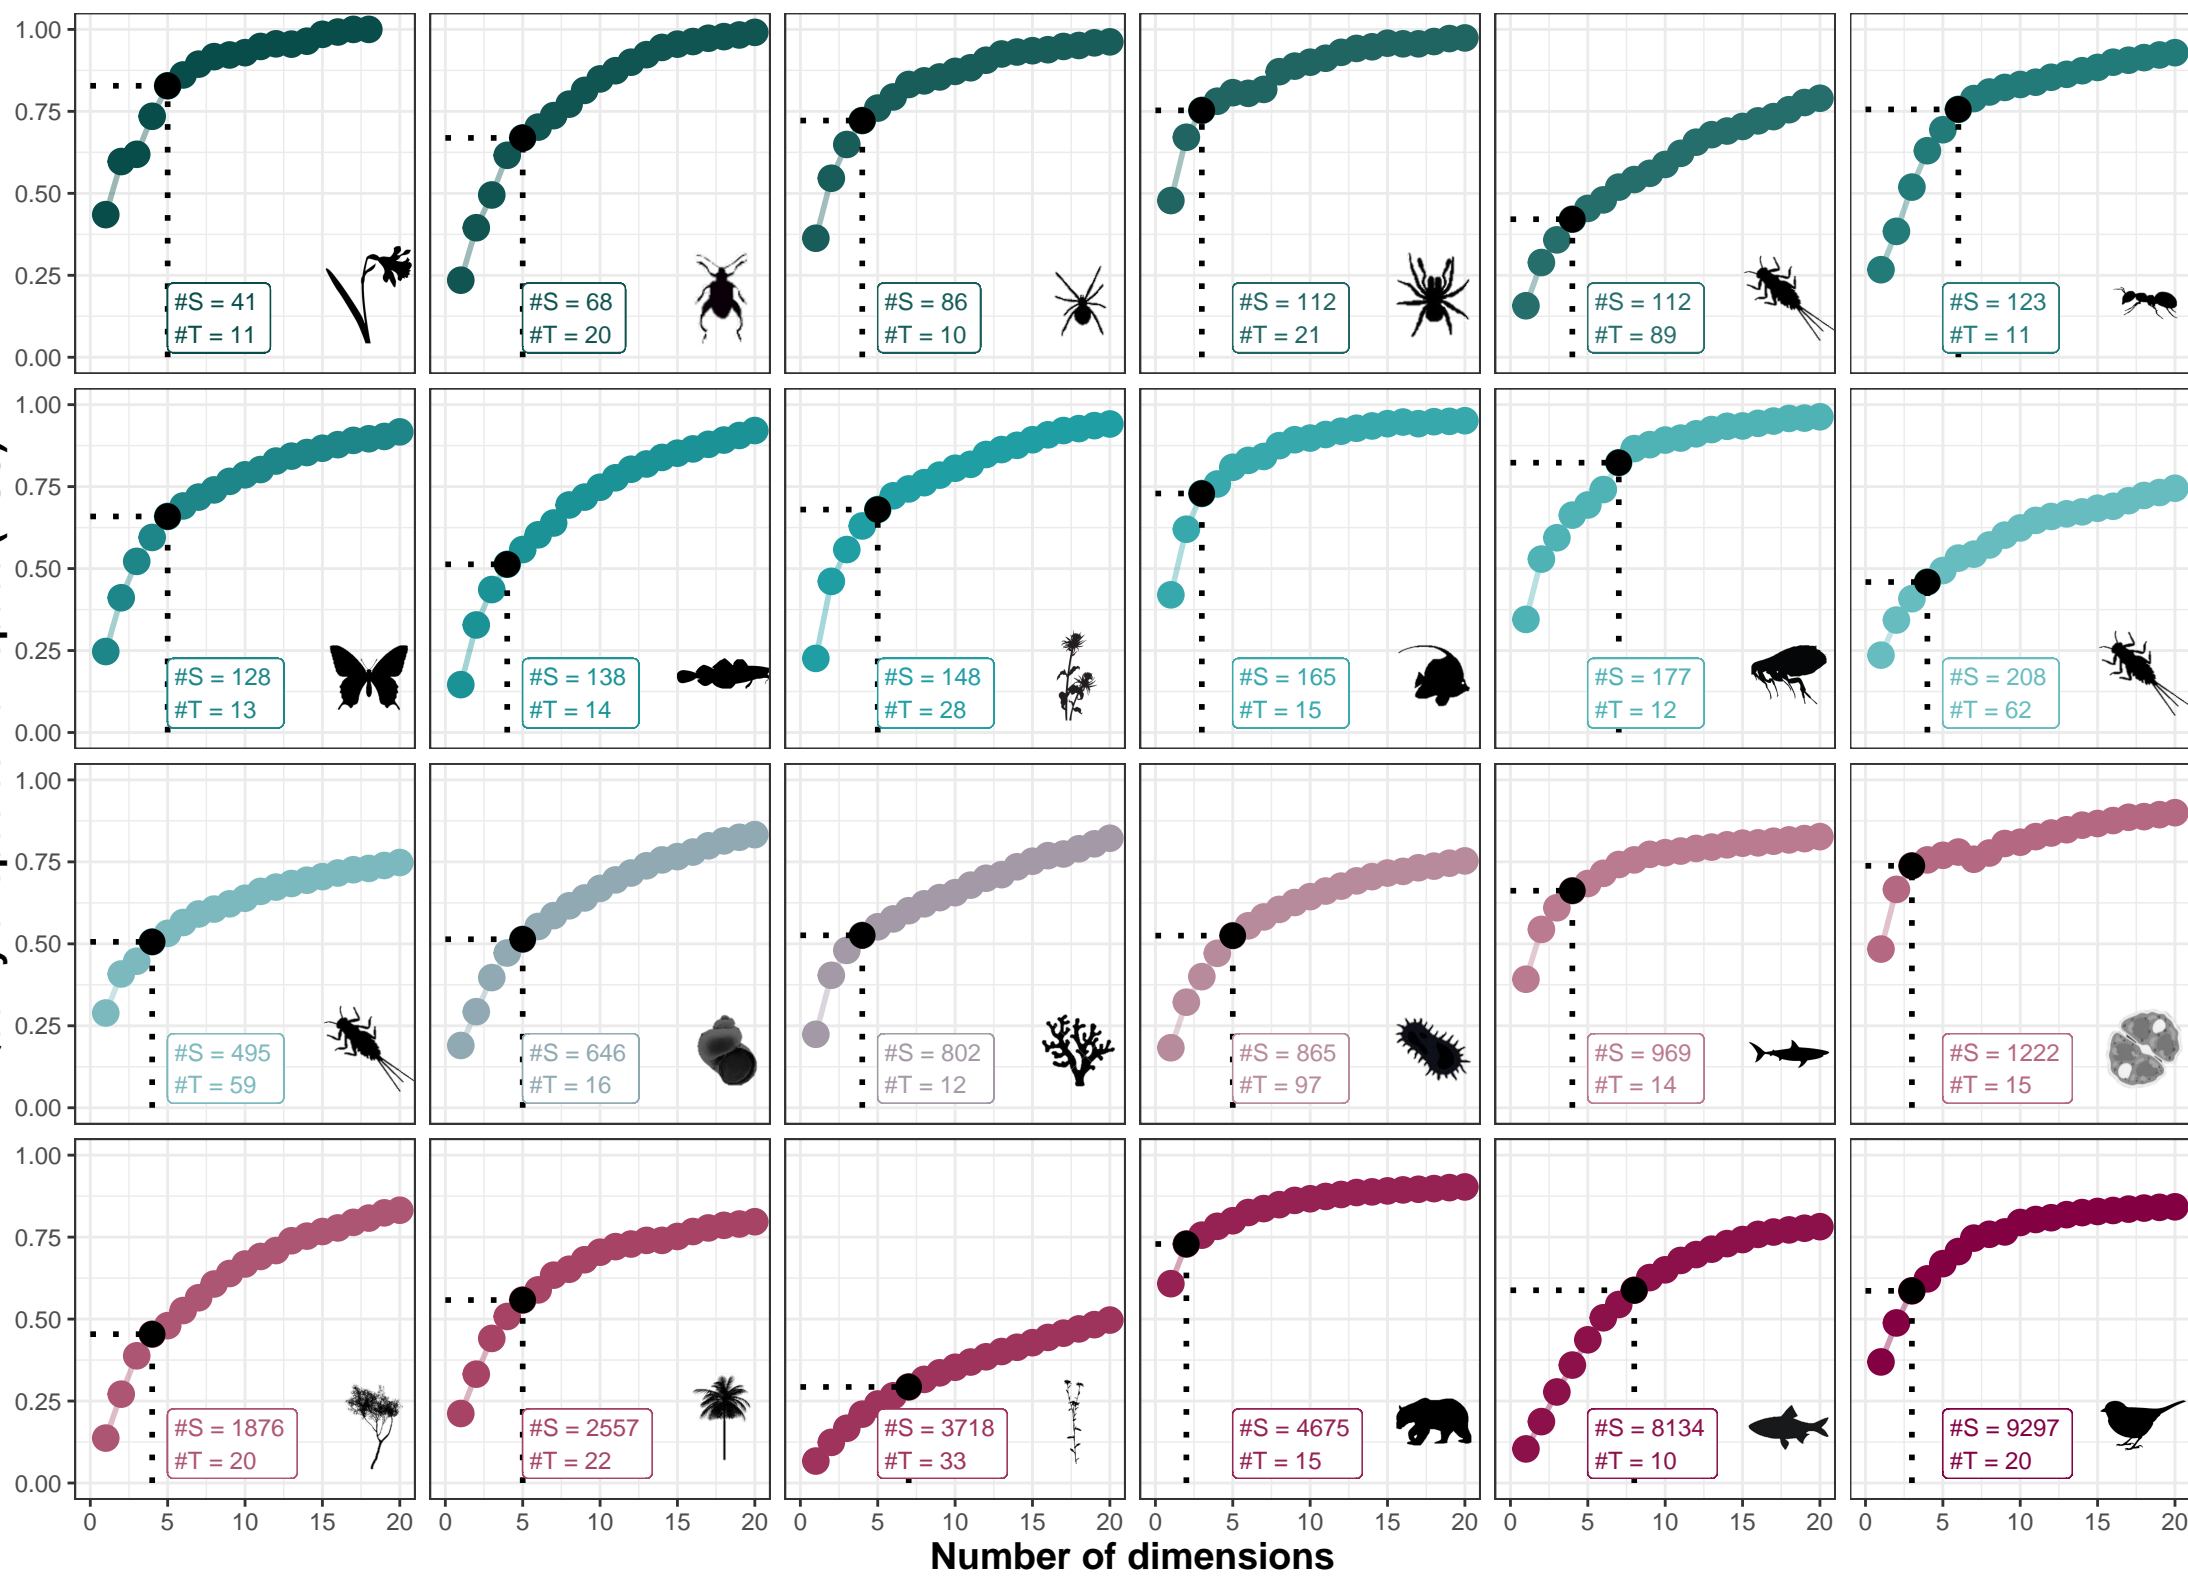 1.00
0.75
0.50
0.25
0.00
#S = 41
#T = 11
#S = 68
#T = 20
#S = 86
#T = 10
#S = 112
#T = 21
#S = 112
#T = 89
#S = 123
#T = 11
1.00
0.75
0.50
0.25
0.00
#S = 128
#T = 13
#S = 138
#T = 14
#S = 148
#T = 28
#S = 165
#T = 15
#S = 177
#T = 12
#S = 208
#T = 62
1.00
0.75
0.50
0.25
0.00
#S = 495
#T = 59
#S = 646
#T = 16
#S = 802
#T = 12
#S = 865
#T = 97
#S = 969
#T = 14
#S = 1222
#T = 15
1.00
0.75
0.50
0.25
0.00
#S = 1876
#T = 20
#S = 2557
#T = 22
#S = 3718
#T = 33
#S = 4675
#T = 15
#S = 8134
#T = 10
#S = 9297
#T = 20
0 5 10 15 20 0 5 10 15 20 0 5 10 15 20 0 5 10 15 20 0 5 10 15 20 0 5 10 15 20
Number of dimensions